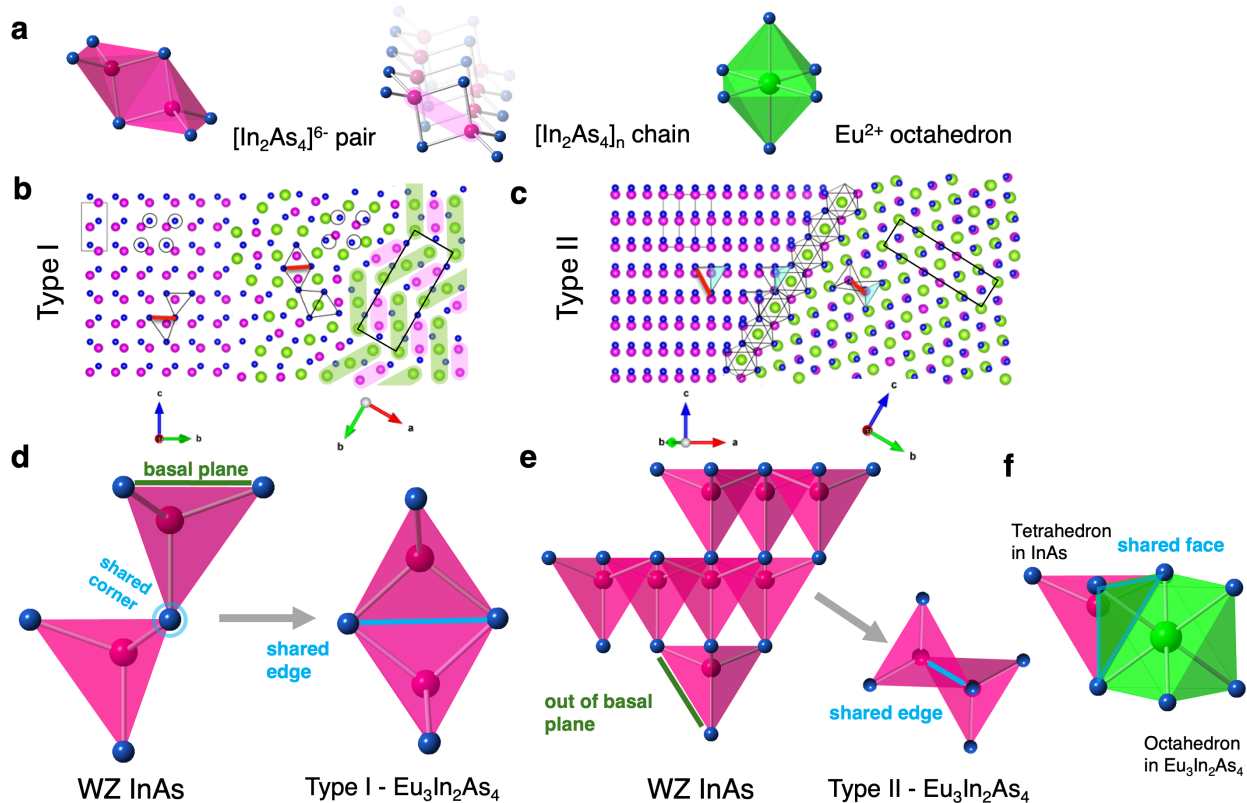 a
[In₂As₄]⁶⁻ pair
[In₂As₄]ₙ chain
Eu²⁺ octahedron
b
Type I
c
b
a
b
c
Type II
c
b
a
c
b
d
basal plane
shared
corner
shared
edge
WZ InAs
Type I - Eu₃In₂As₄
e
out of basal
plane
shared edge
WZ InAs
Type II - Eu₃In₂As₄
f
Tetrahedron
in InAs
shared face
Octahedron
in Eu₃In₂As₄